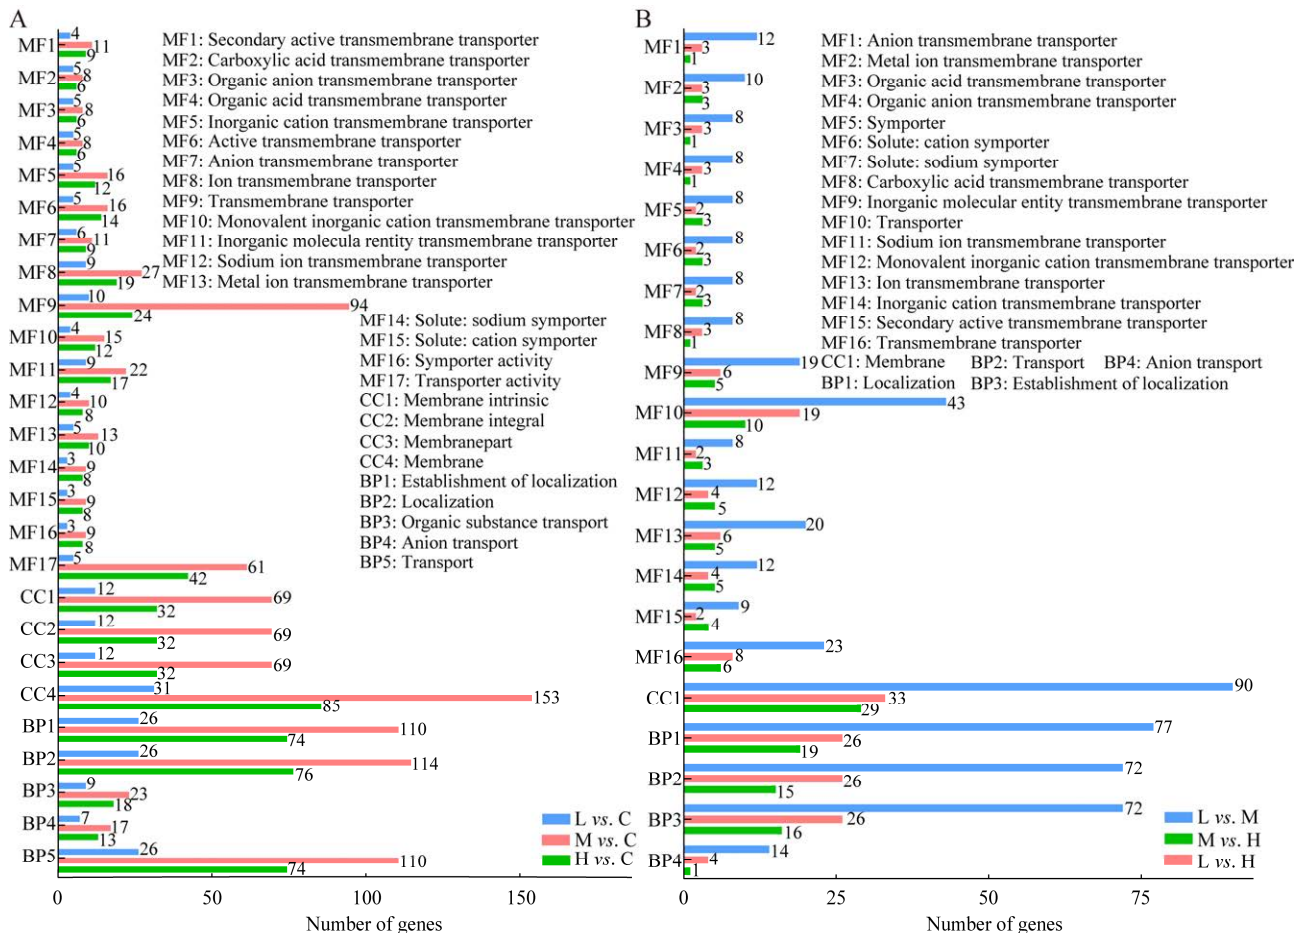 A
MF1 4 11 9
MF2 5 8 6
MF3 5 8 6
MF4 5 8 6
MF5 5 16 12
MF6 5 16 14
MF7 6 11 9
MF8 9 27 19
MF9 10 94 24
MF10 4 15 12
MF11 9 22 17
MF12 4 10 8
MF13 5 13 10
MF14 3 9 8
MF15 3 9 8
MF16 3 9 8
MF17 5 61 42
CC1 12 69 32
CC2 12 69 32
CC3 12 69 32
CC4 31 153 85
BP1 26 110 74
BP2 26 114 76
BP3 9 23 18
BP4 7 17 13
BP5 26 110 74
MF1: Secondary active transmembrane transporter
MF2: Carboxylic acid transmembrane transporter
MF3: Organic anion transmembrane transporter
MF4: Organic acid transmembrane transporter
MF5: Inorganic cation transmembrane transporter
MF6: Active transmembrane transporter
MF7: Anion transmembrane transporter
MF8: Ion transmembrane transporter
MF9: Transmembrane transporter
MF10: Monovalent inorganic cation transmembrane transporter
MF11: Inorganic molecula rentity transmembrane transporter
MF12: Sodium ion transmembrane transporter
MF13: Metal ion transmembrane transporter
MF14: Solute: sodium symporter
MF15: Solute: cation symporter
MF16: Symporter activity
MF17: Transporter activity
CC1: Membrane intrinsic
CC2: Membrane integral
CC3: Membranepart
CC4: Membrane
BP1: Establishment of localization
BP2: Localization
BP3: Organic substance transport
BP4: Anion transport
BP5: Transport
L vs. C
M vs. C
H vs. C
0 50 100 150
Number of genes
B
MF1 12 3 1
MF2 10 3 3
MF3 8 3 1
MF4 8 3 1
MF5 8 2 3
MF6 8 2 3
MF7 8 2 3
MF8 8 3 1
MF9 19 6 5
MF10 43 19 10
MF11 8 2 3
MF12 12 4 5
MF13 20 6 5
MF14 12 4 5
MF15 9 2 4
MF16 23 8 6
CC1 90 33 29
BP1 77 26 19
BP2 72 26 15
BP3 72 26 16
BP4 14 4 1
MF1: Anion transmembrane transporter
MF2: Metal ion transmembrane transporter
MF3: Organic acid transmembrane transporter
MF4: Organic anion transmembrane transporter
MF5: Symporter
MF6: Solute: cation symporter
MF7: Solute: sodium symporter
MF8: Carboxylic acid transmembrane transporter
MF9: Inorganic molecular entity transmembrane transporter
MF10: Transporter
MF11: Sodium ion transmembrane transporter
MF12: Monovalent inorganic cation transmembrane transporter
MF13: Ion transmembrane transporter
MF14: Inorganic cation transmembrane transporter
MF15: Secondary active transmembrane transporter
MF16: Transmembrane transporter
CC1: Membrane BP2: Transport BP4: Anion transport
BP1: Localization BP3: Establishment of localization
L vs. M
M vs. H
L vs. H
0 25 50 75
Number of genes